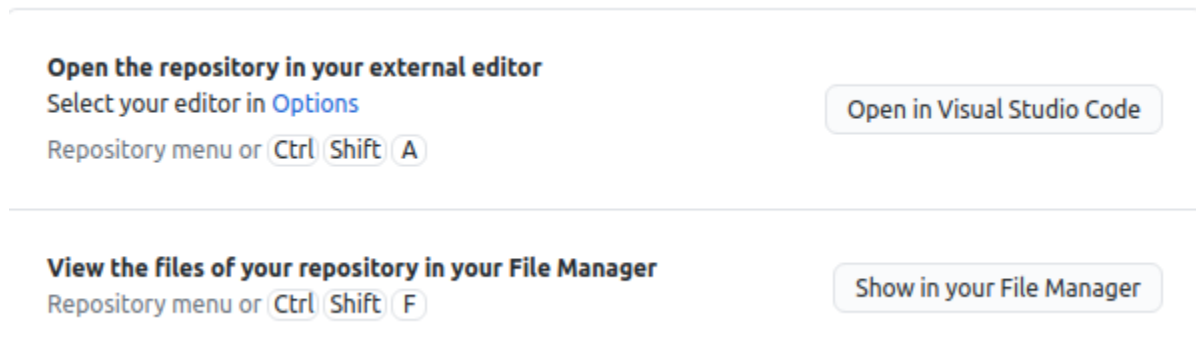 Open the repository in your external editor
Select your editor in Options
Open in Visual Studio Code
Repository menu or Ctrl Shift A
View the files of your repository in your File Manager
Show in your File Manager
Repository menu or Ctrl Shift F